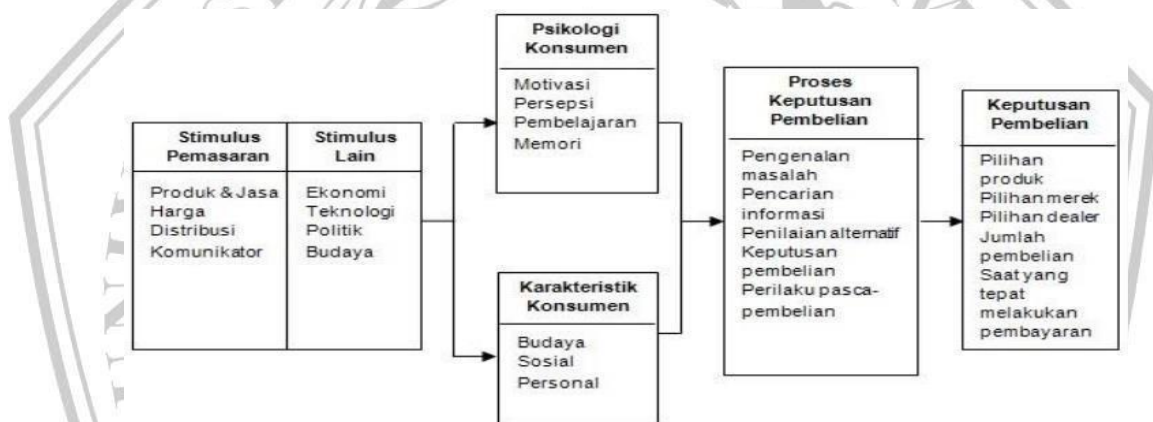 Stimulus
Pemasaran
Produk & Jasa
Harga
Distribusi
Komunikator
Stimulus
Lain
Ekonomi
Teknologi
Politik
Budaya
Psikologi
Konsumen
Motivasi
Persepsi
Pembelajaran
Memori
Karakteristik
Konsumen
Budaya
Sosial
Personal
Proses
Keputusan
Pembelian
Pengenalan
masalah
Pencarian
informasi
Penilaian alternatif
Keputusan
pembelian
Perilaku pasca-
pembelian
Keputusan
Pembelian
Pilihan
produk
Pilihan merek
Pilihan dealer
Jumlah
pembelian
Saat yang
tepat
melakukan
pembayaran